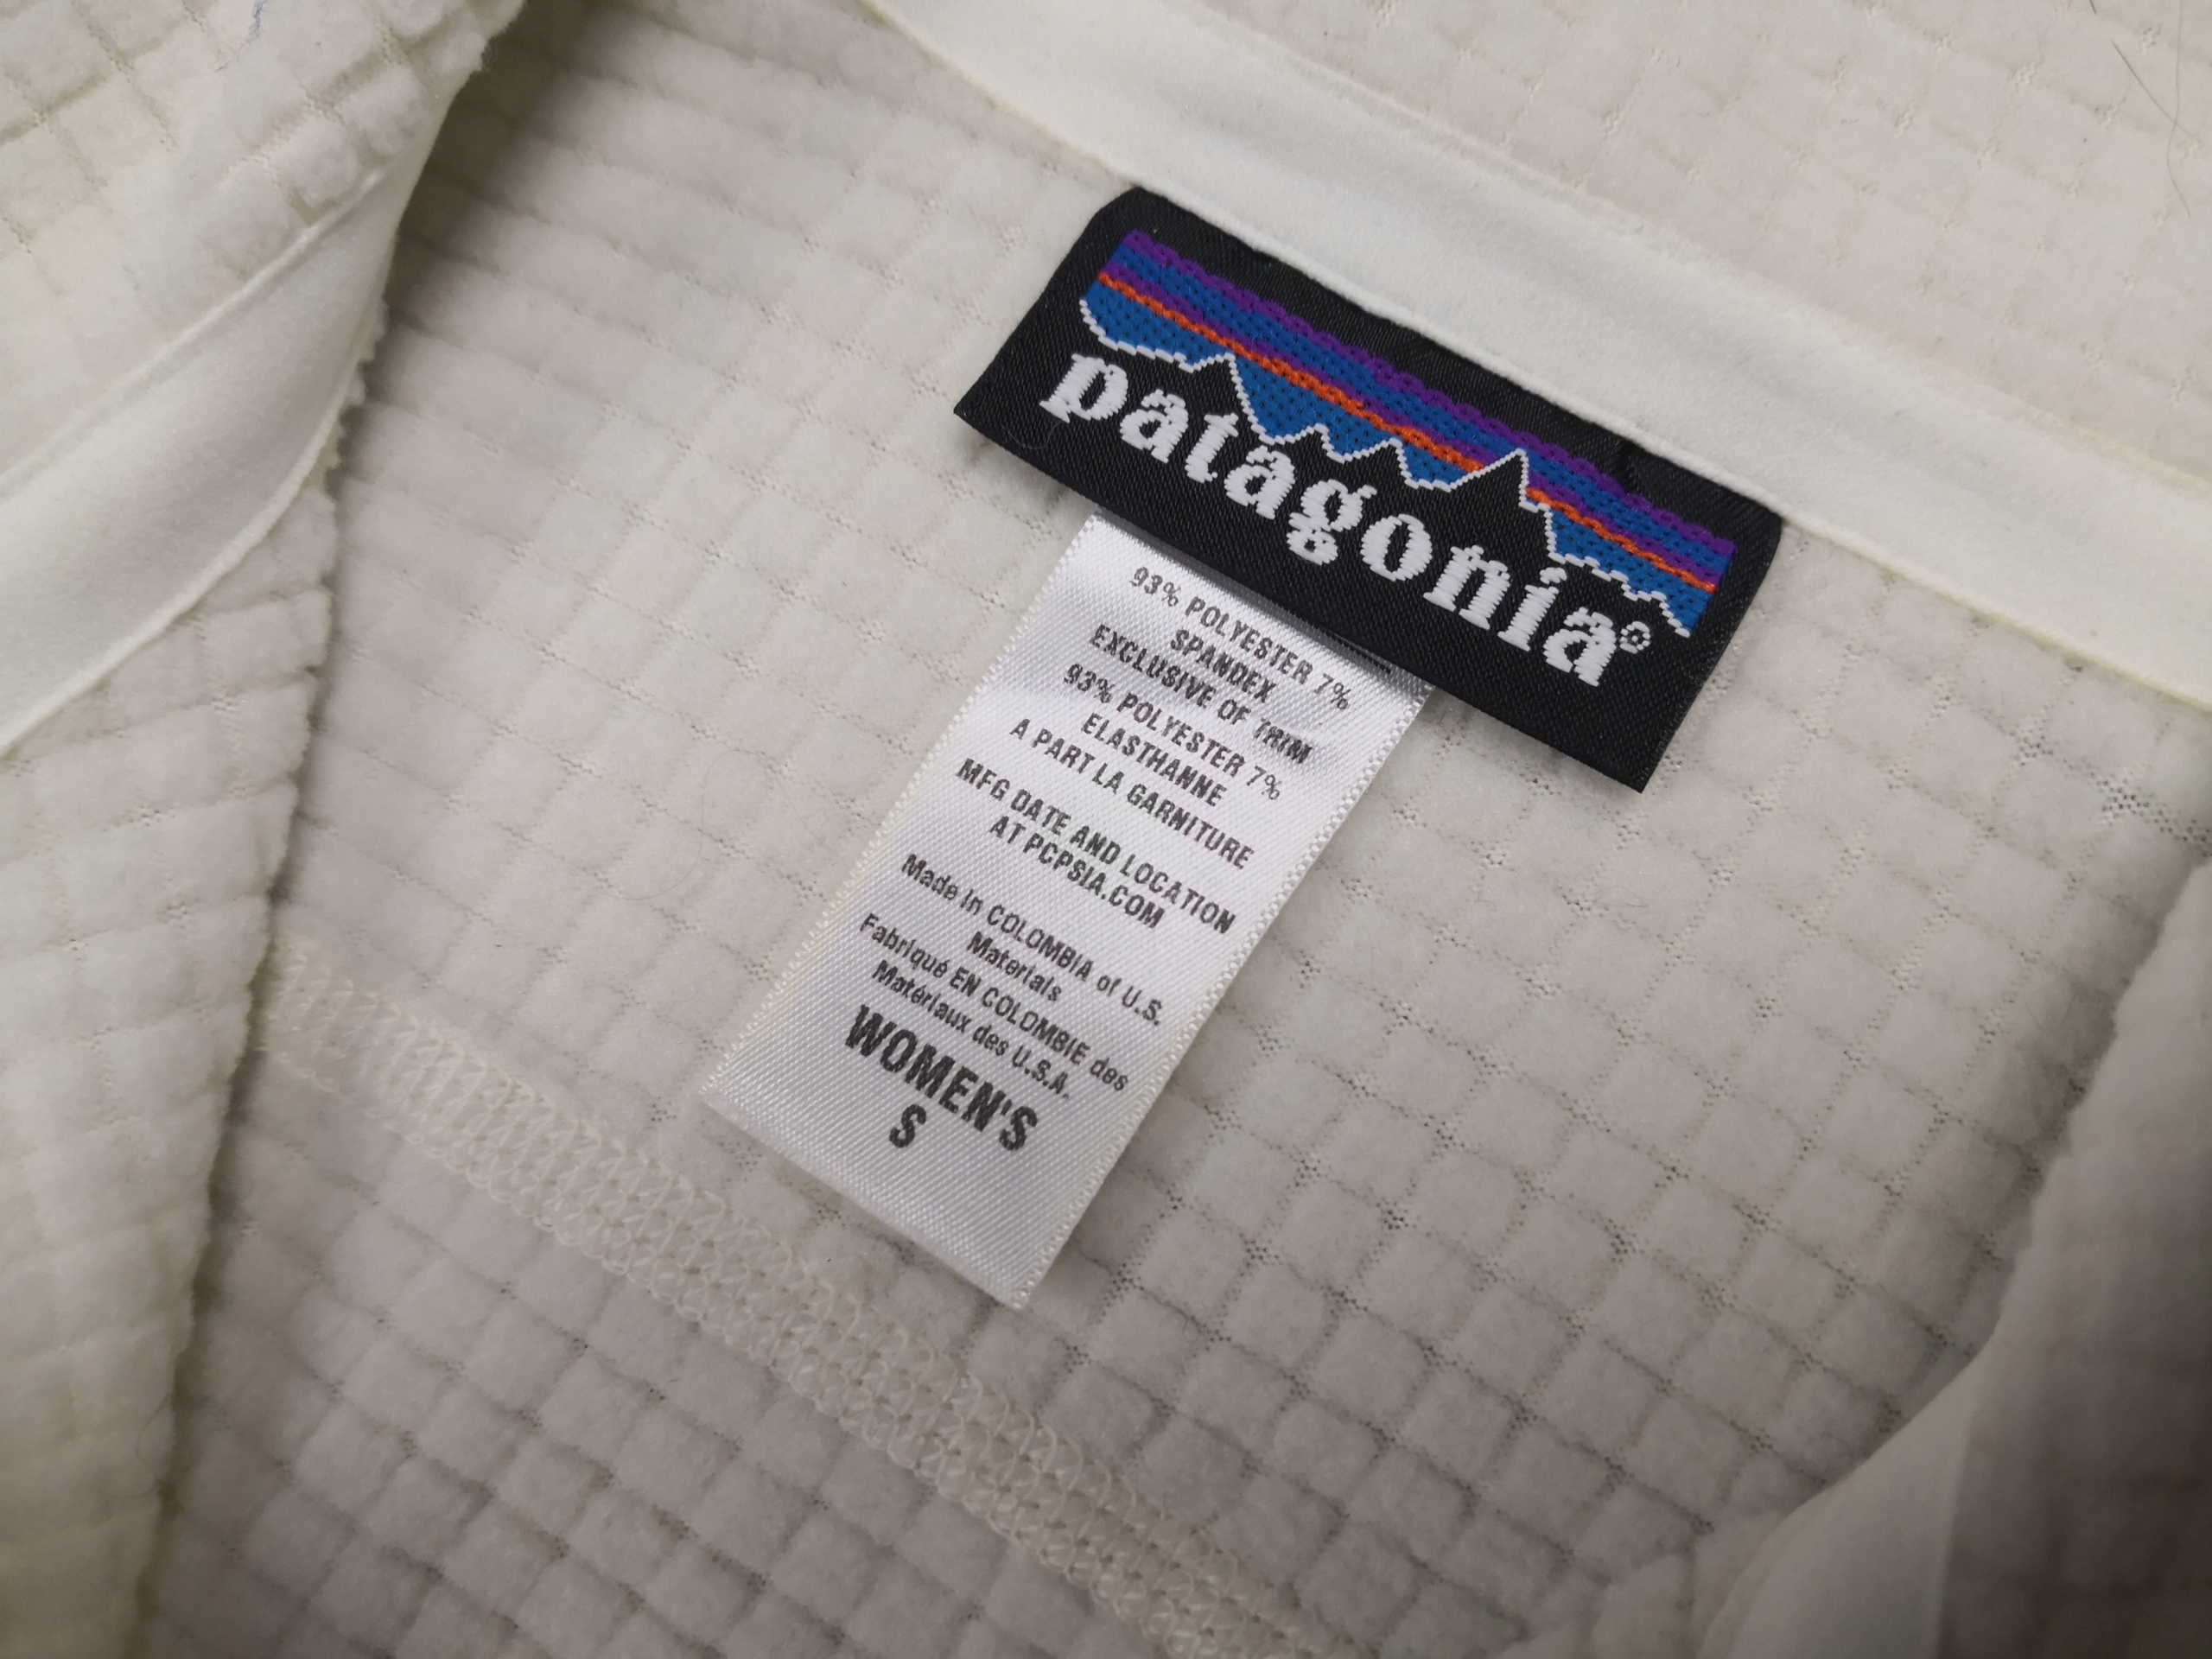 patagonia®
93% POLYESTER 7%
SPANDEX
EXCLUSIVE OF TRIM
93% POLYESTER 7%
ELASTHANNE
A PART LA GARNITURE
MFG DATE AND LOCATION
AT PCPSIA.COM
Made in COLOMBIA of U.S.
Materials
Fabriqué EN COLOMBIE des
Matériaux des U.S.A.
WOMEN'S
S